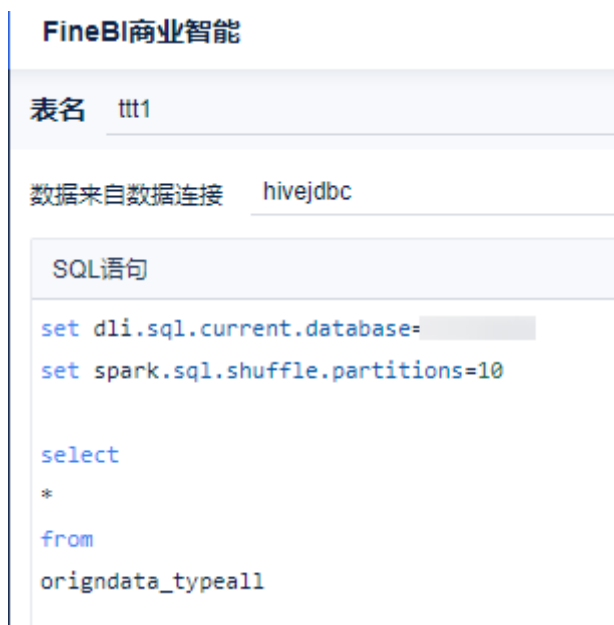 FineBI商业智能
表名 ttt1
数据来自数据连接 hivejdbc
SQL语句
set dli.sql.current.database=
set spark.sql.shuffle.partitions=10
select
*
from
origndata_typeall